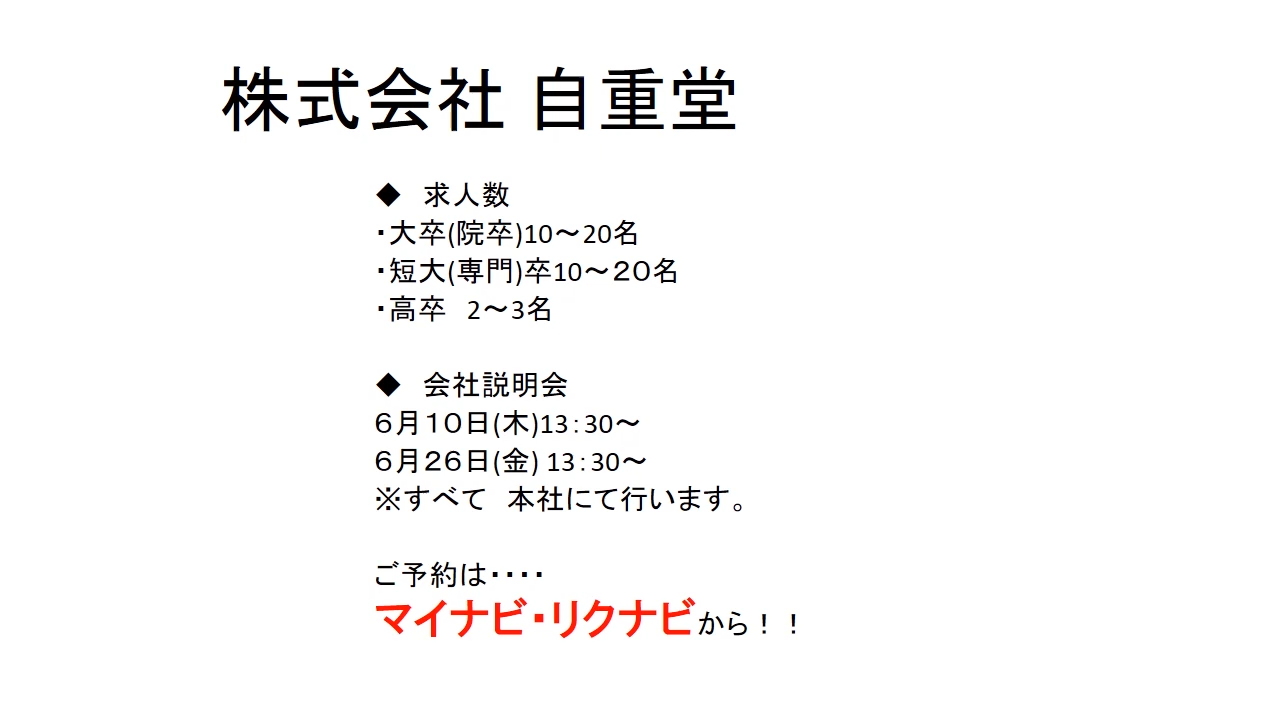 株式会社 自重堂
◆　求人数
・大卒(院卒)10～20名
・短大(専門)卒10～２０名
・高卒　2～3名
◆　会社説明会
６月１０日(木)13：30～
６月２６日(金) 13：30～
※すべて　本社にて行います。
ご予約は・・・・
マイナビ・リクナビから！！